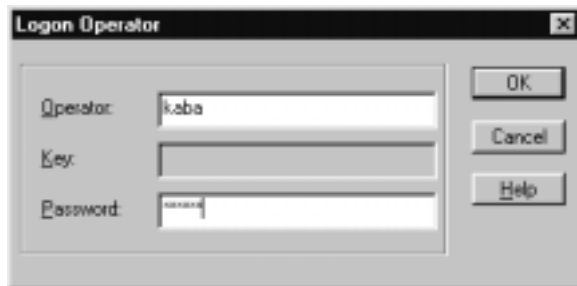 Logon Operator
Operator: kaba
Key:
Password: ******
OK
Cancel
Help